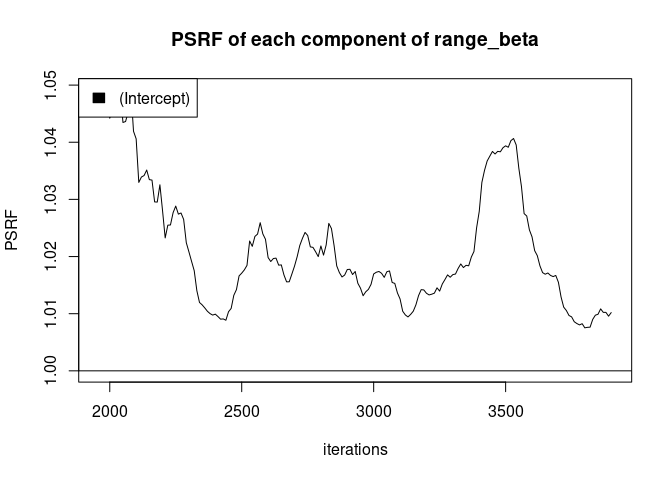 PSRF of each component of range_beta
(Intercept)
PSRF
1.05
1.04
1.03
1.02
1.01
1.00
2000 2500 3000 3500
iterations